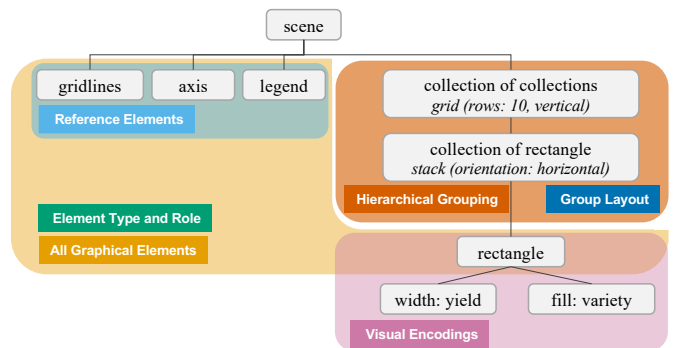 scene
gridlines
axis
legend
Reference Elements
collection of collections
grid (rows: 10, vertical)
collection of rectangle
stack (orientation: horizontal)
Hierarchical Grouping
Group Layout
Element Type and Role
All Graphical Elements
rectangle
width: yield
fill: variety
Visual Encodings